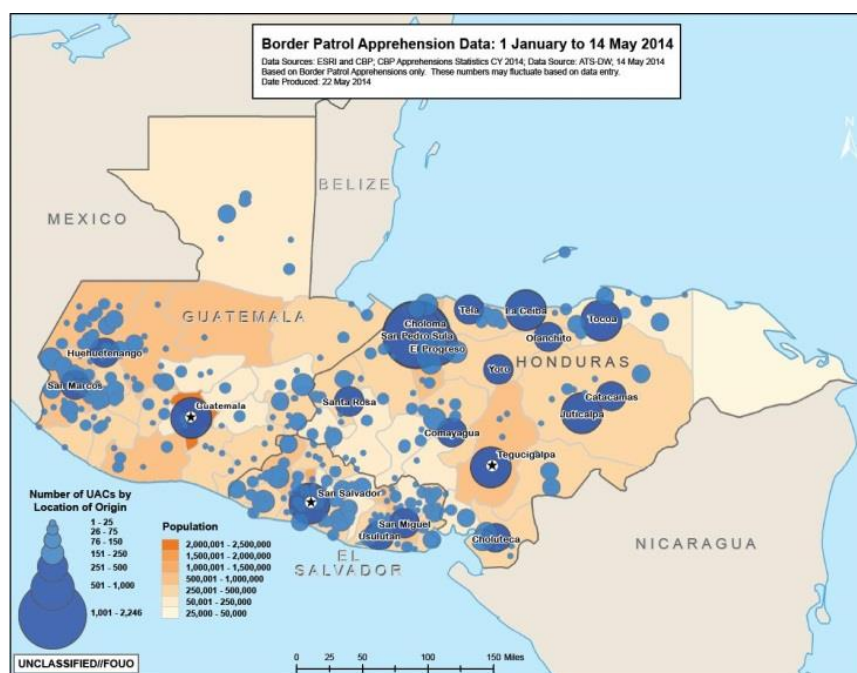 Border Patrol Apprehension Data: 1 January to 14 May 2014
Data Sources: ESRI and CBP; CBP Apprehensions Statistics CY 2014; Data Source: ATS-DW; 14 May 2014
Based on Border Patrol Apprehensions only. These numbers may fluctuate based on data entry.
Date Produced: 22 May 2014
N
BELIZE
MEXICO
GUATEMALA
Choloma
San Pedro Sula
El Progreso
Tela
La Ceiba
Tocoa
Olanchito
HONDURAS
Huehuetenango
Yoro
San Marcos
Guatemala
Santa Rosa
Catacamas
Juticalpa
Comayagua
Tegucigalpa
San Salvador
San Miguel
Usulutan
Choluteca
NICARAGUA
EL
SALVADOR
Number of UACs by
Location of Origin
1 - 25
26 - 75
76 - 150
151 - 250
251 - 500
501 - 1,000
1,001 - 2,246
Population
2,000,001 - 2,500,000
1,500,001 - 2,000,000
1,000,001 - 1,500,000
500,001 - 1,000,000
250,001 - 500,000
50,001 - 250,000
25,000 - 50,000
UNCLASSIFIED//FOUO
0 25 50 100 150 Miles